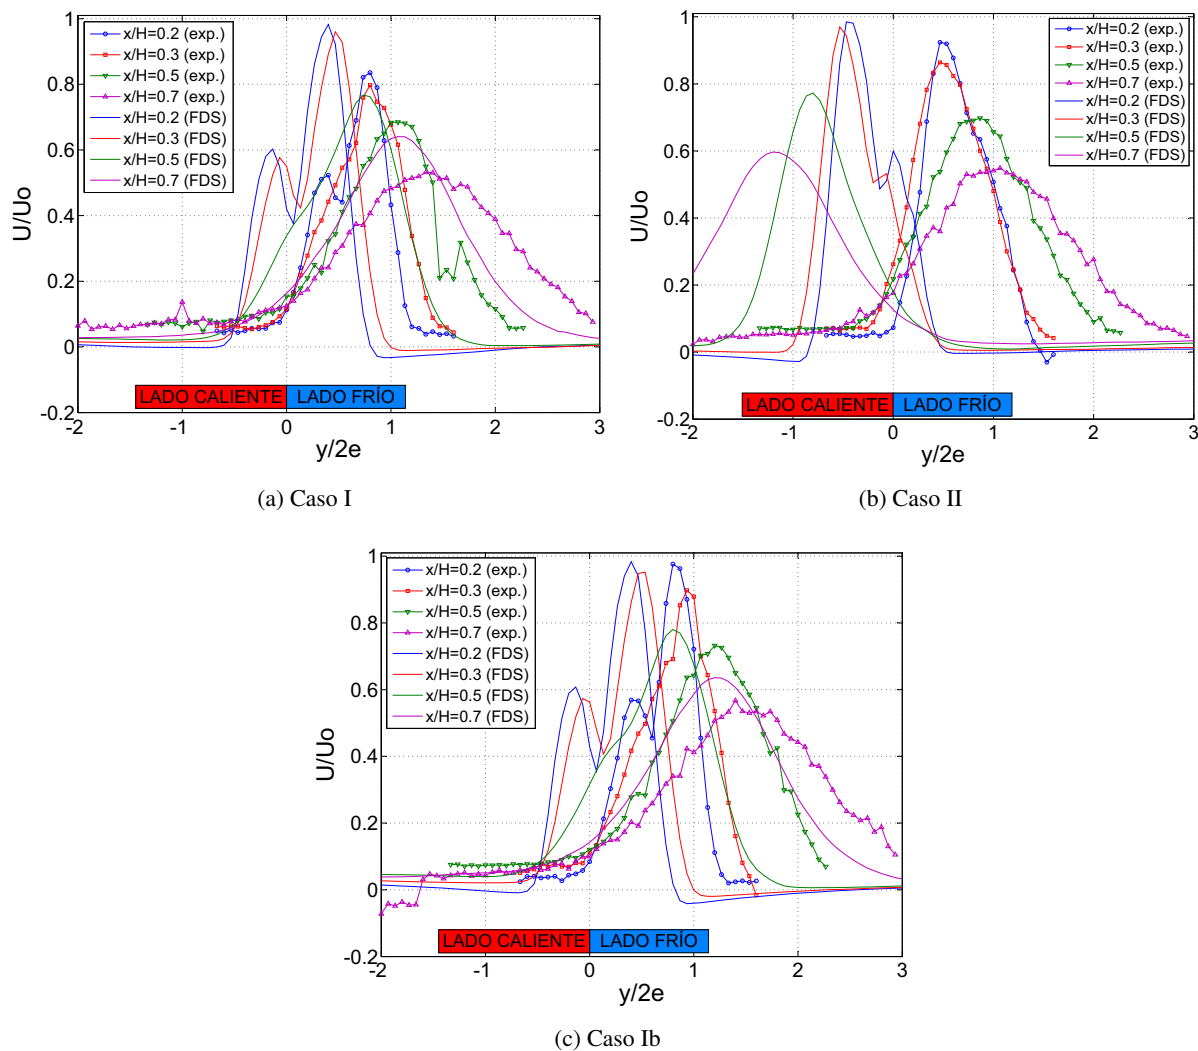 x/H=0.2 (exp.)
x/H=0.3 (exp.)
x/H=0.5 (exp.)
x/H=0.7 (exp.)
x/H=0.2 (FDS)
x/H=0.3 (FDS)
x/H=0.5 (FDS)
x/H=0.7 (FDS)
1
0.8
0.6
0.4
0.2
0
-0.2
U/Uo
LADO CALIENTE
LADO FRÍO
-2
-1
0
1
2
3
y/2e
(a) Caso I
x/H=0.2 (exp.)
x/H=0.3 (exp.)
x/H=0.5 (exp.)
x/H=0.7 (exp.)
x/H=0.2 (FDS)
x/H=0.3 (FDS)
x/H=0.5 (FDS)
x/H=0.7 (FDS)
1
0.8
0.6
0.4
0.2
0
-0.2
U/Uo
LADO CALIENTE
LADO FRÍO
-2
-1
0
1
2
3
y/2e
(b) Caso II
x/H=0.2 (exp.)
x/H=0.3 (exp.)
x/H=0.5 (exp.)
x/H=0.7 (exp.)
x/H=0.2 (FDS)
x/H=0.3 (FDS)
x/H=0.5 (FDS)
x/H=0.7 (FDS)
1
0.8
0.6
0.4
0.2
0
-0.2
U/Uo
LADO CALIENTE
LADO FRÍO
-2
-1
0
1
2
3
y/2e
(c) Caso Ib